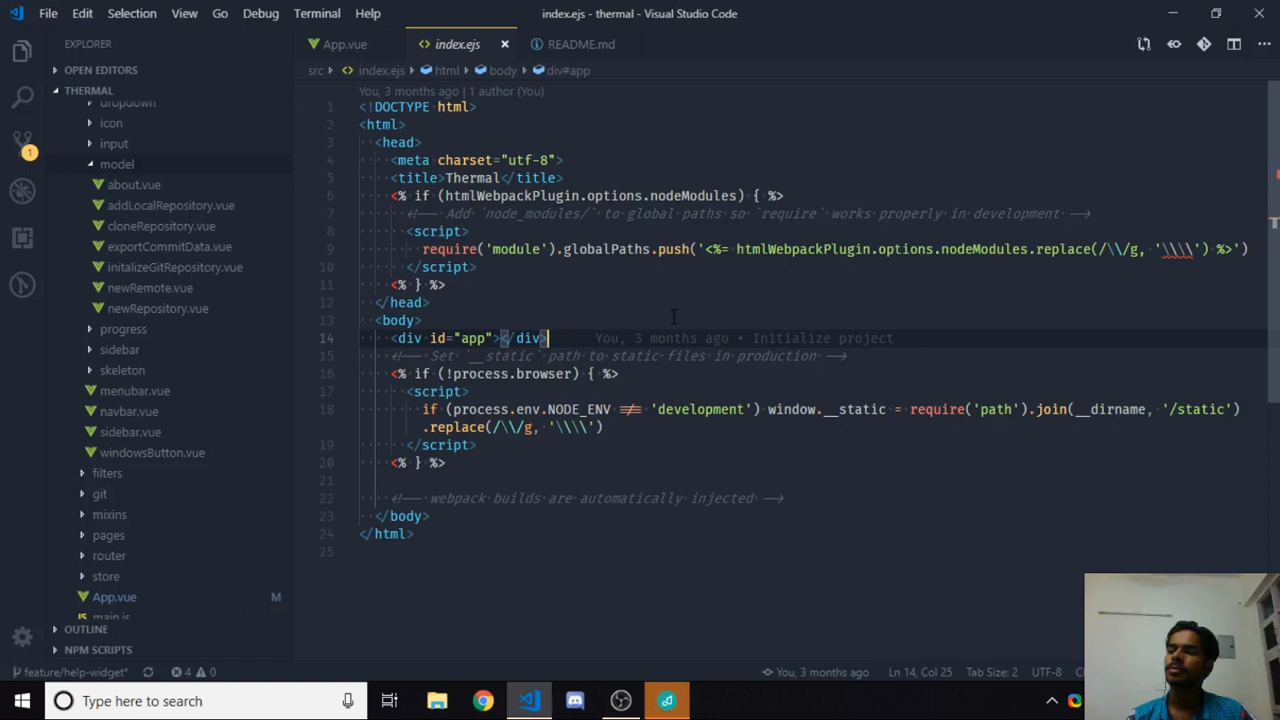 File Edit Selection View Go Debug Terminal Help
index.ejs - thermal - Visual Studio Code
EXPLORER
App.vue
index.ejs
README.md
OPEN EDITORS
THERMAL
dropdown
icon
input
model
about.vue
addLocalRepository.vue
cloneRepository.vue
exportCommitData.vue
initalizeGitRepository.vue
newRemote.vue
newRepository.vue
progress
sidebar
skeleton
menubar.vue
navbar.vue
sidebar.vue
windowsButton.vue
filters
git
mixins
pages
router
store
App.vue M
main.js
OUTLINE
NPM SCRIPTS
1
src index.ejs html body div#app
You, 3 months ago | 1 author (You)
1 <!DOCTYPE html>
2 <html>
3 <head>
4 <meta charset="utf-8">
5 <title>Thermal</title>
6 <% if (htmlWebpackPlugin.options.nodeModules) { %>
7 <!-- Add `node_modules/` to global paths so `require` works properly in development -->
8 <script>
9 require('module').globalPaths.push('<%= htmlWebpackPlugin.options.nodeModules.replace(/\\/g, '\\\\') %>')
10 </script>
11 <% } %>
12 </head>
13 <body>
14 <div id="app"></div> You, 3 months ago • Initialize project
15 <!-- Set `__static` path to static files in production -->
16 <% if (!process.browser) { %>
17 <script>
18 if (process.env.NODE_ENV !== 'development') window.__static = require('path').join(__dirname, '/static')
.replace(/\\/g, '\\\\')
19 </script>
20 <% } %>
21
22 <!-- webpack builds are automatically injected -->
23 </body>
24 </html>
25
feature/help-widget* 4 0
You, 3 months ago Ln 14, Col 25 Tab Size: 2 UTF-8
Type here to search